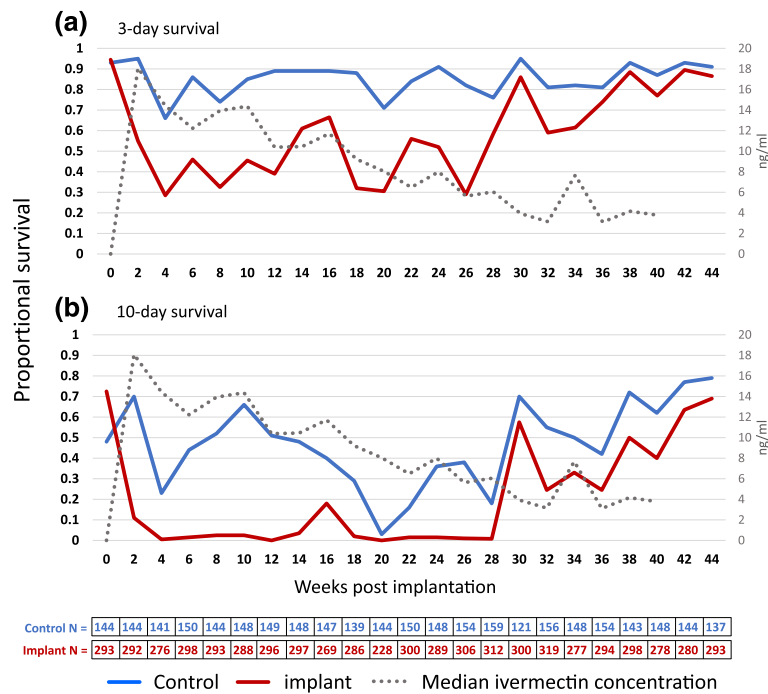 (a) 3-day survival
1 20
0.9 18
0.8 16
0.7 14
0.6 12
0.5 10
0.4 8
0.3 6
0.2 4
0.1 2
0 0
ng/ml
0 2 4 6 8 10 12 14 16 18 20 22 24 26 28 30 32 34 36 38 40 42 44
Proportional survival
(b) 10-day survival
1 20
0.9 18
0.8 16
0.7 14
0.6 12
0.5 10
0.4 8
0.3 6
0.2 4
0.1 2
0 0
ng/ml
0 2 4 6 8 10 12 14 16 18 20 22 24 26 28 30 32 34 36 38 40 42 44
Weeks post implantation
Control N = 144 144 141 150 144 148 149 148 147 139 144 150 148 154 159 121 156 148 154 143 148 144 137
Implant N = 293 292 276 298 293 288 296 297 269 286 228 300 289 306 312 300 319 277 294 298 278 280 293
Control implant Median ivermectin concentration